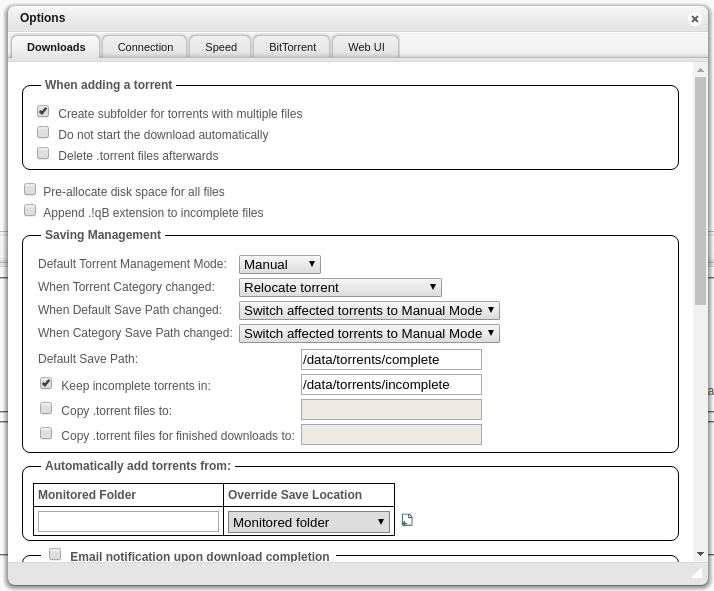 Options
Downloads Connection Speed BitTorrent Web UI
When adding a torrent
Create subfolder for torrents with multiple files
Do not start the download automatically
Delete .torrent files afterwards
Pre-allocate disk space for all files
Append .!qB extension to incomplete files
Saving Management
Default Torrent Management Mode: Manual
When Torrent Category changed: Relocate torrent
When Default Save Path changed: Switch affected torrents to Manual Mode
When Category Save Path changed: Switch affected torrents to Manual Mode
Default Save Path: /data/torrents/complete
Keep incomplete torrents in: /data/torrents/incomplete
Copy .torrent files to:
Copy .torrent files for finished downloads to:
Automatically add torrents from:
Monitored Folder Override Save Location
Monitored folder
Email notification upon download completion